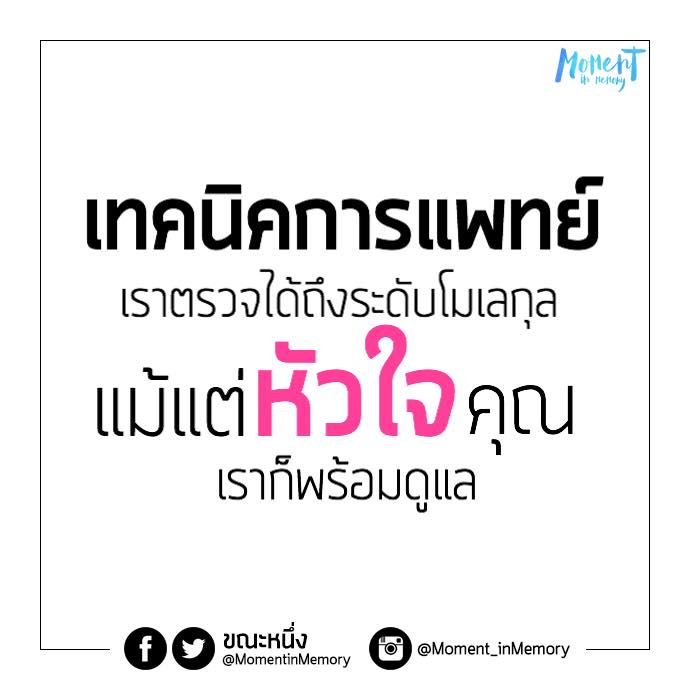 Moment
in memory
เทคนิคการแพทย์
เราตรวจได้ถึงระดับโมเลกุล
แม้แต่หัวใจคุณ
เราก็พร้อมดูแล
ขณะหนึ่ง
@MomentinMemory
@Moment_inMemory